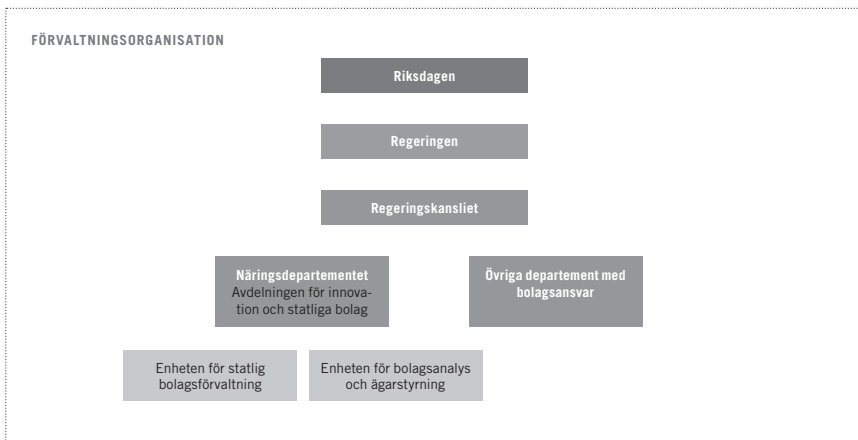 FÖRVALTNINGSORGANISATION
Riksdagen
Regeringen
Regeringskansliet
Näringsdepartementet
Avdelningen för innova-
tion och statliga bolag
Övriga departement med
bolagsansvar
Enheten för statlig
bolagsförvaltning
Enheten för bolagsanalys
och ägarstyrning